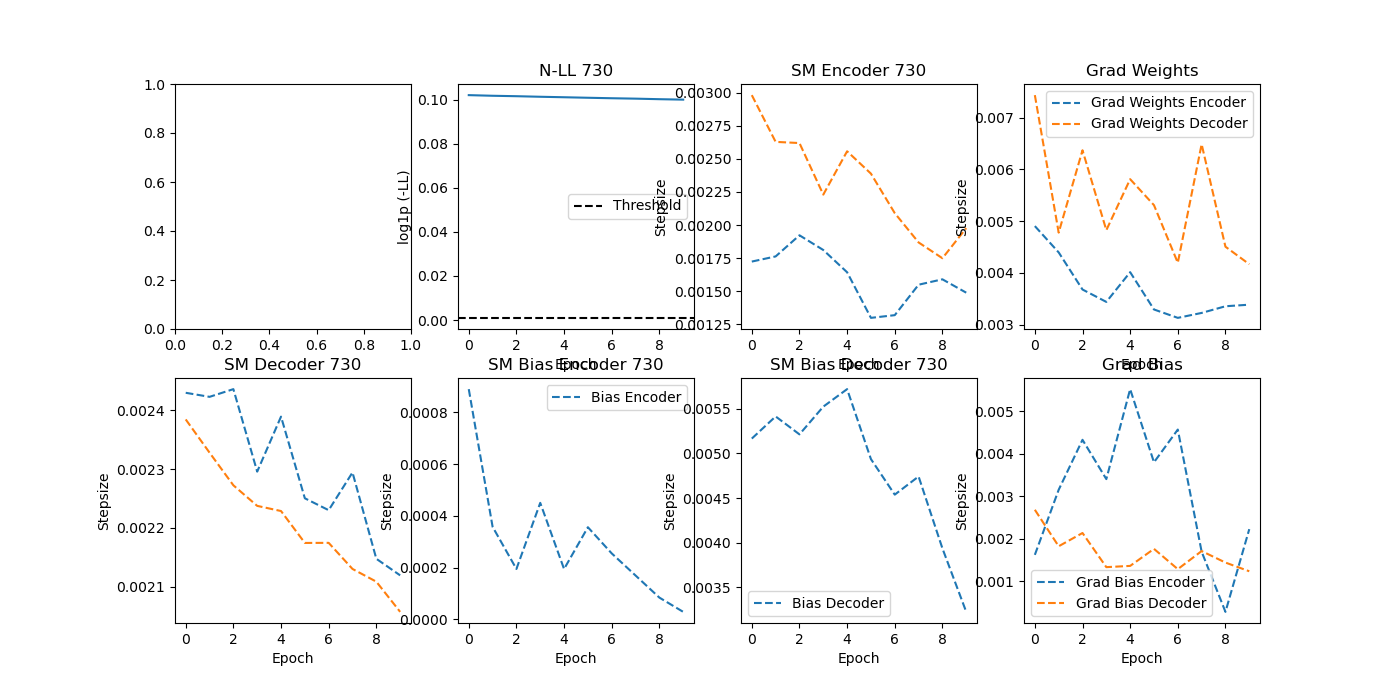 N-LL 730
SM Encoder 730
Grad Weights
1.0
0.8
0.6
0.4
0.2
0.0
0.0 0.2 0.4 0.6 0.8 1.0
log1p (-LL)
0.10
0.08
0.06
0.04
0.02
0.00
Threshold
0 2 4 6 8
Epoch
Stepsize
0.00300
0.00275
0.00250
0.00225
0.00200
0.00175
0.00150
0.00125
0 2 4 6 8
Epoch
Stepsize
0.007
0.006
0.005
0.004
0.003
Grad Weights Encoder
Grad Weights Decoder
0 2 4 6 8
Epoch
SM Decoder 730
SM Bias Encoder 730
SM Bias Decoder 730
Grad Bias
Stepsize
0.0024
0.0023
0.0022
0.0021
0 2 4 6 8
Epoch
Stepsize
0.0008
0.0006
0.0004
0.0002
0.0000
Bias Encoder
0 2 4 6 8
Epoch
Stepsize
0.0055
0.0050
0.0045
0.0040
0.0035
Bias Decoder
0 2 4 6 8
Epoch
Stepsize
0.005
0.004
0.003
0.002
0.001
Grad Bias Encoder
Grad Bias Decoder
0 2 4 6 8
Epoch